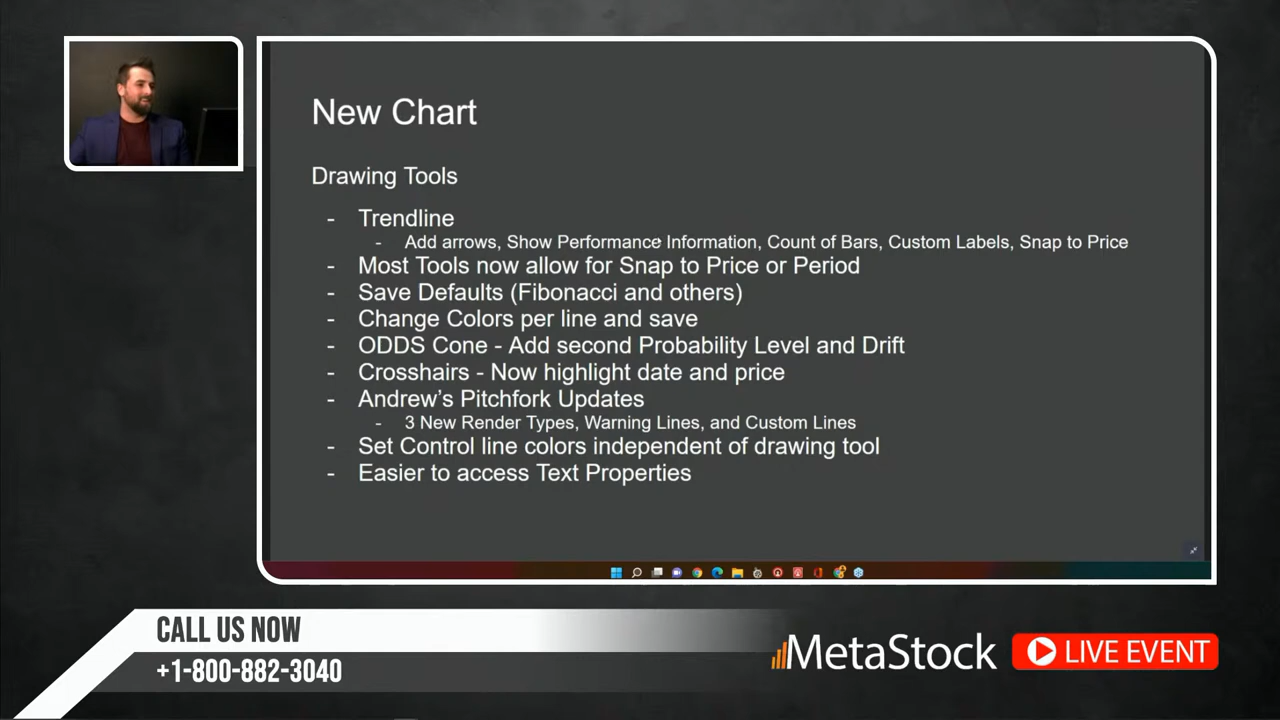 New Chart
Drawing Tools
- Trendline
- Add arrows, Show Performance Information, Count of Bars, Custom Labels, Snap to Price
- Most Tools now allow for Snap to Price or Period
- Save Defaults (Fibonacci and others)
- Change Colors per line and save
- ODDS Cone - Add second Probability Level and Drift
- Crosshairs - Now highlight date and price
- Andrew’s Pitchfork Updates
- 3 New Render Types, Warning Lines, and Custom Lines
- Set Control line colors independent of drawing tool
- Easier to access Text Properties
CALL US NOW
+1-800-882-3040
MetaStock
LIVE EVENT